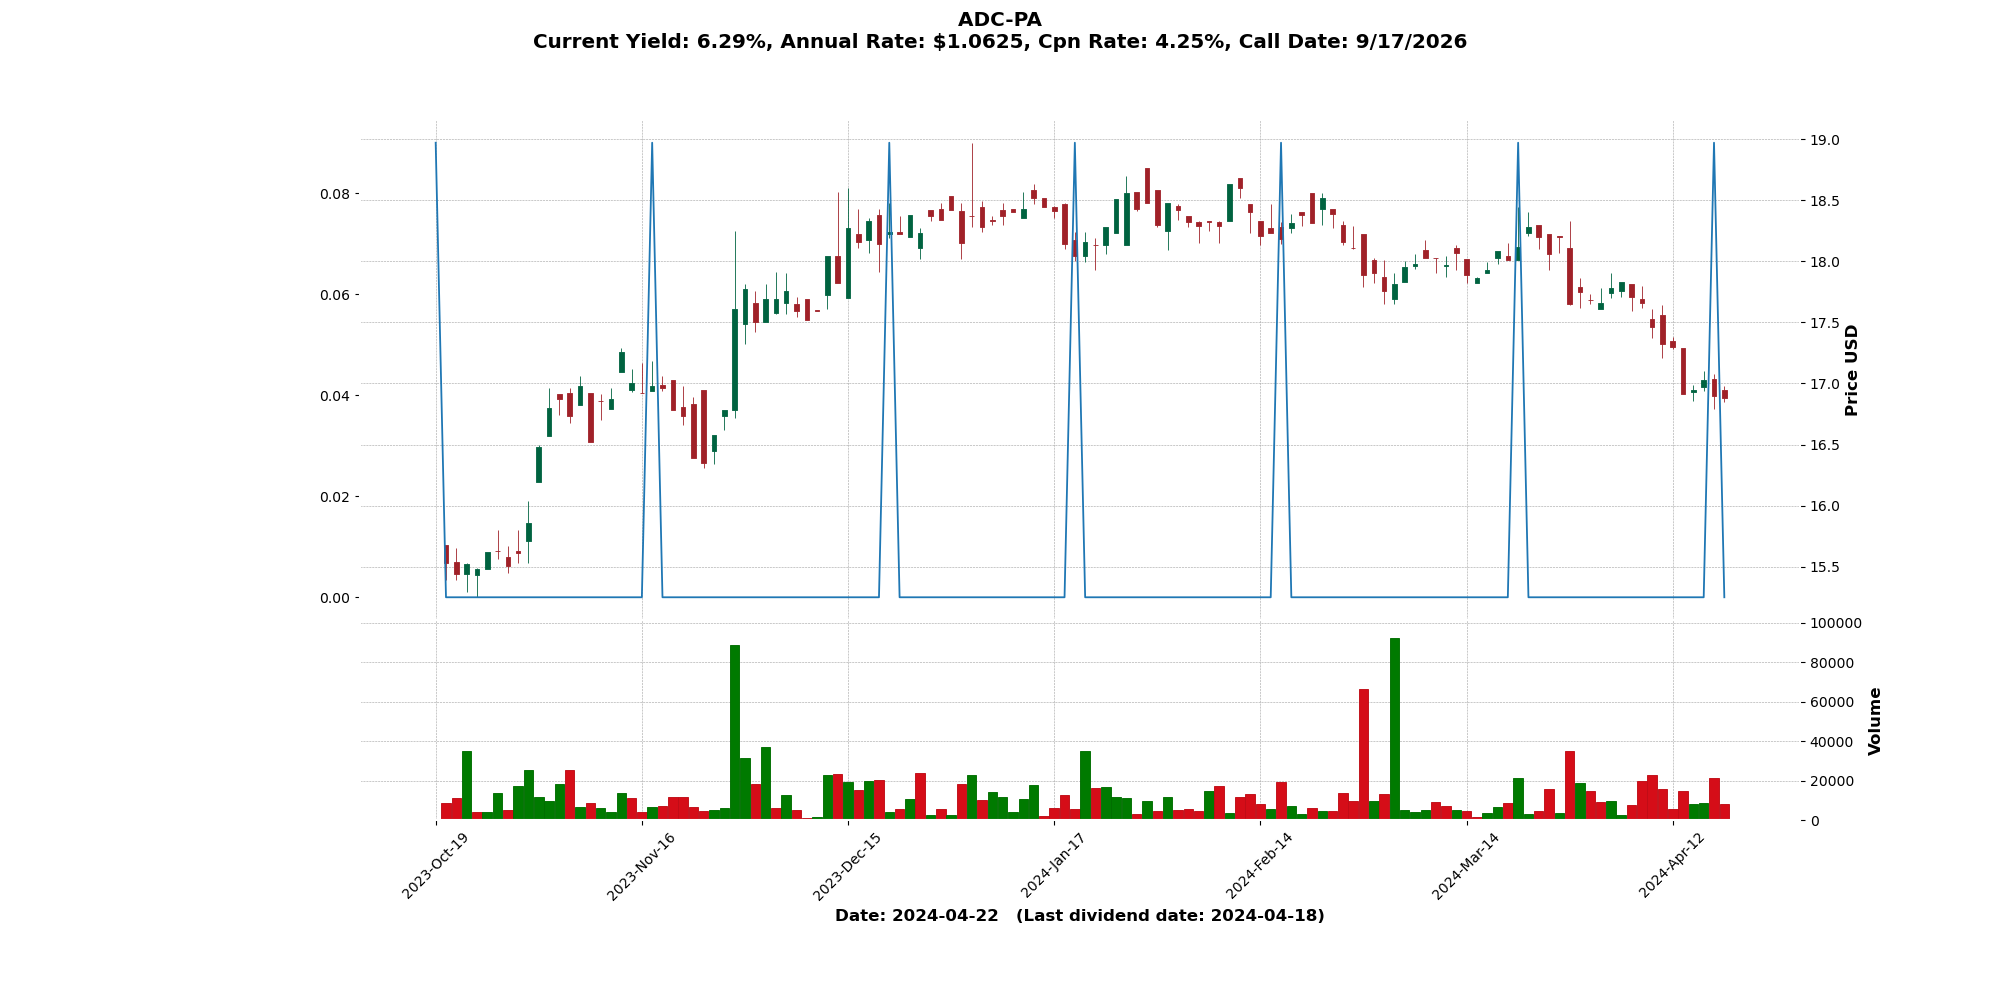 ADC-PA
Current Yield: 6.29%, Annual Rate: $1.0625, Cpn Rate: 4.25%, Call Date: 9/17/2026
0.08
0.06
0.04
0.02
0.00
19.0
18.5
18.0
17.5
17.0
16.5
16.0
15.5
Price USD
100000
80000
60000
40000
20000
0
Volume
2023-Oct-19
2023-Nov-16
2023-Dec-15
2024-Jan-17
2024-Feb-14
2024-Mar-14
2024-Apr-12
Date: 2024-04-22   (Last dividend date: 2024-04-18)